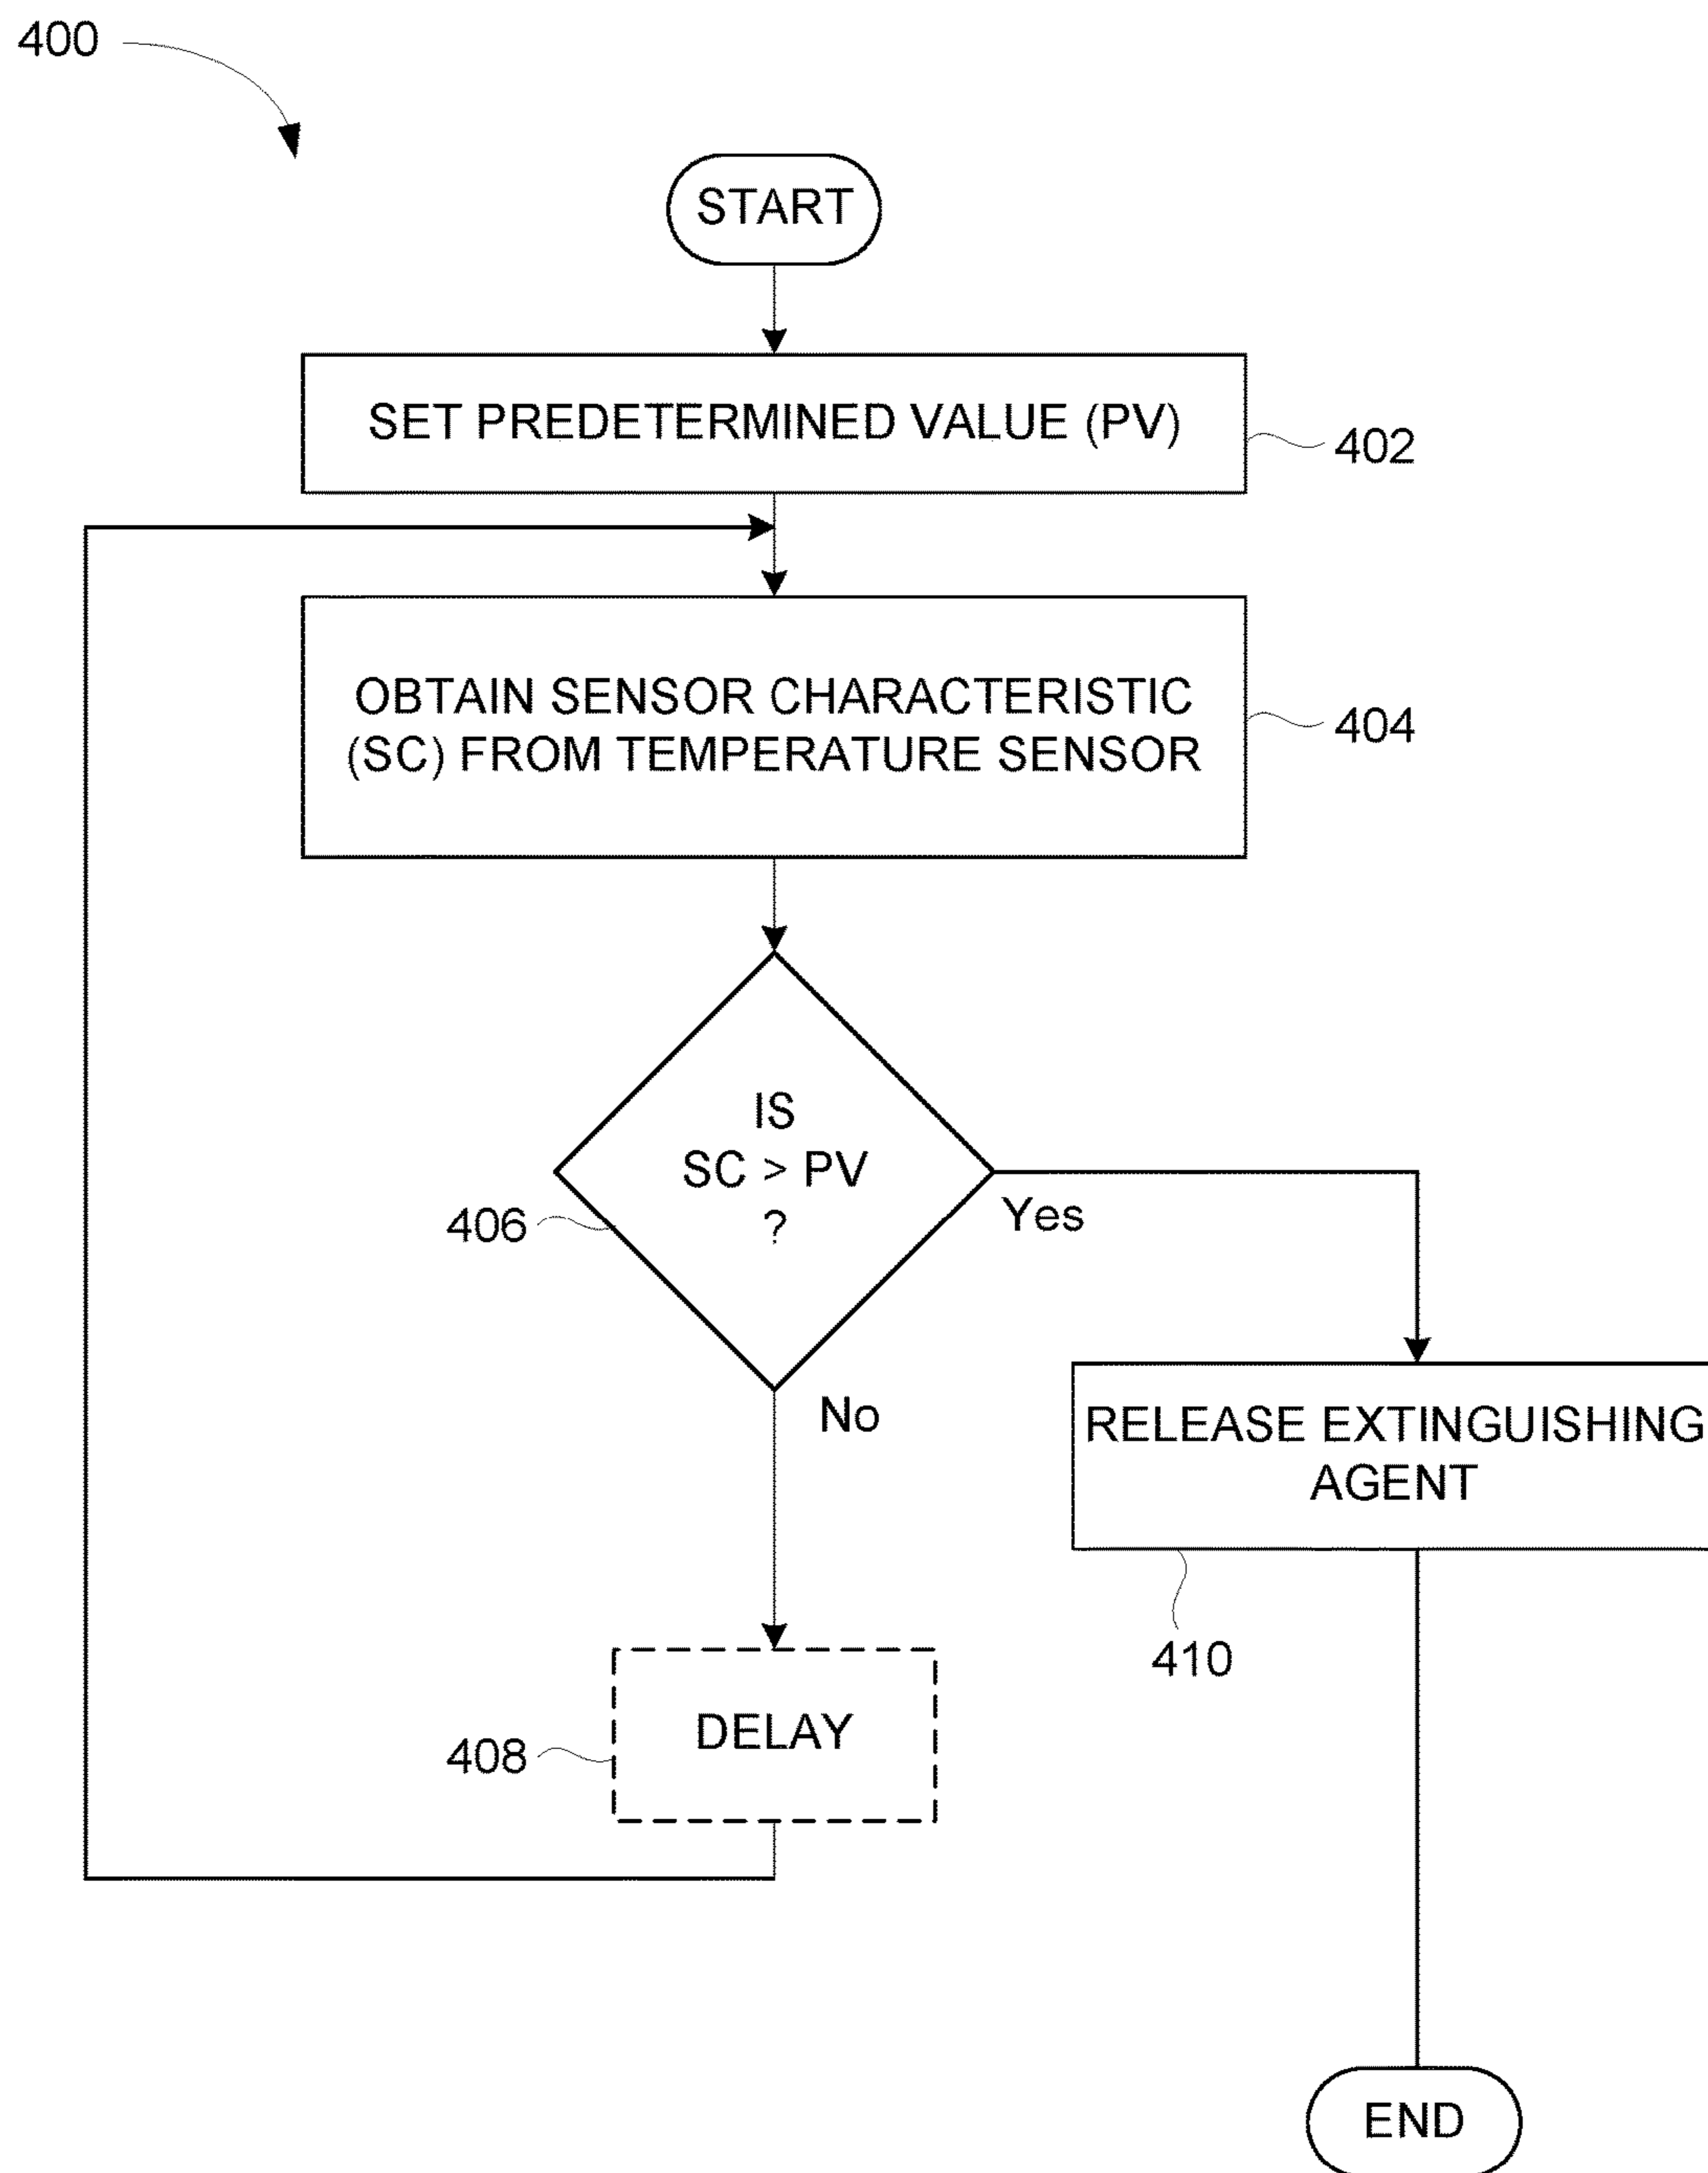 400
START
SET PREDETERMINED VALUE (PV)
402
OBTAIN SENSOR CHARACTERISTIC
(SC) FROM TEMPERATURE SENSOR
404
IS
SC > PV
?
406
Yes
No
RELEASE EXTINGUISHING
AGENT
410
DELAY
408
END